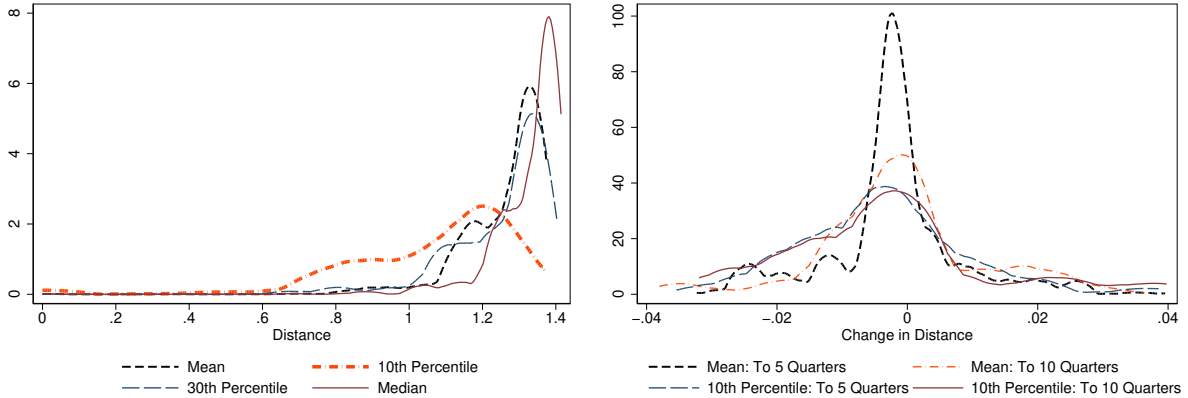 8
6
4
2
0
0 .2 .4 .6 .8 1 1.2 1.4
Distance
Mean 10th Percentile
30th Percentile Median
100
80
60
40
20
0
−.04 −.02 0 .02 .04
Change in Distance
Mean: To 5 Quarters Mean: To 10 Quarters
10th Percentile: To 5 Quarters 10th Percentile: To 10 Quarters